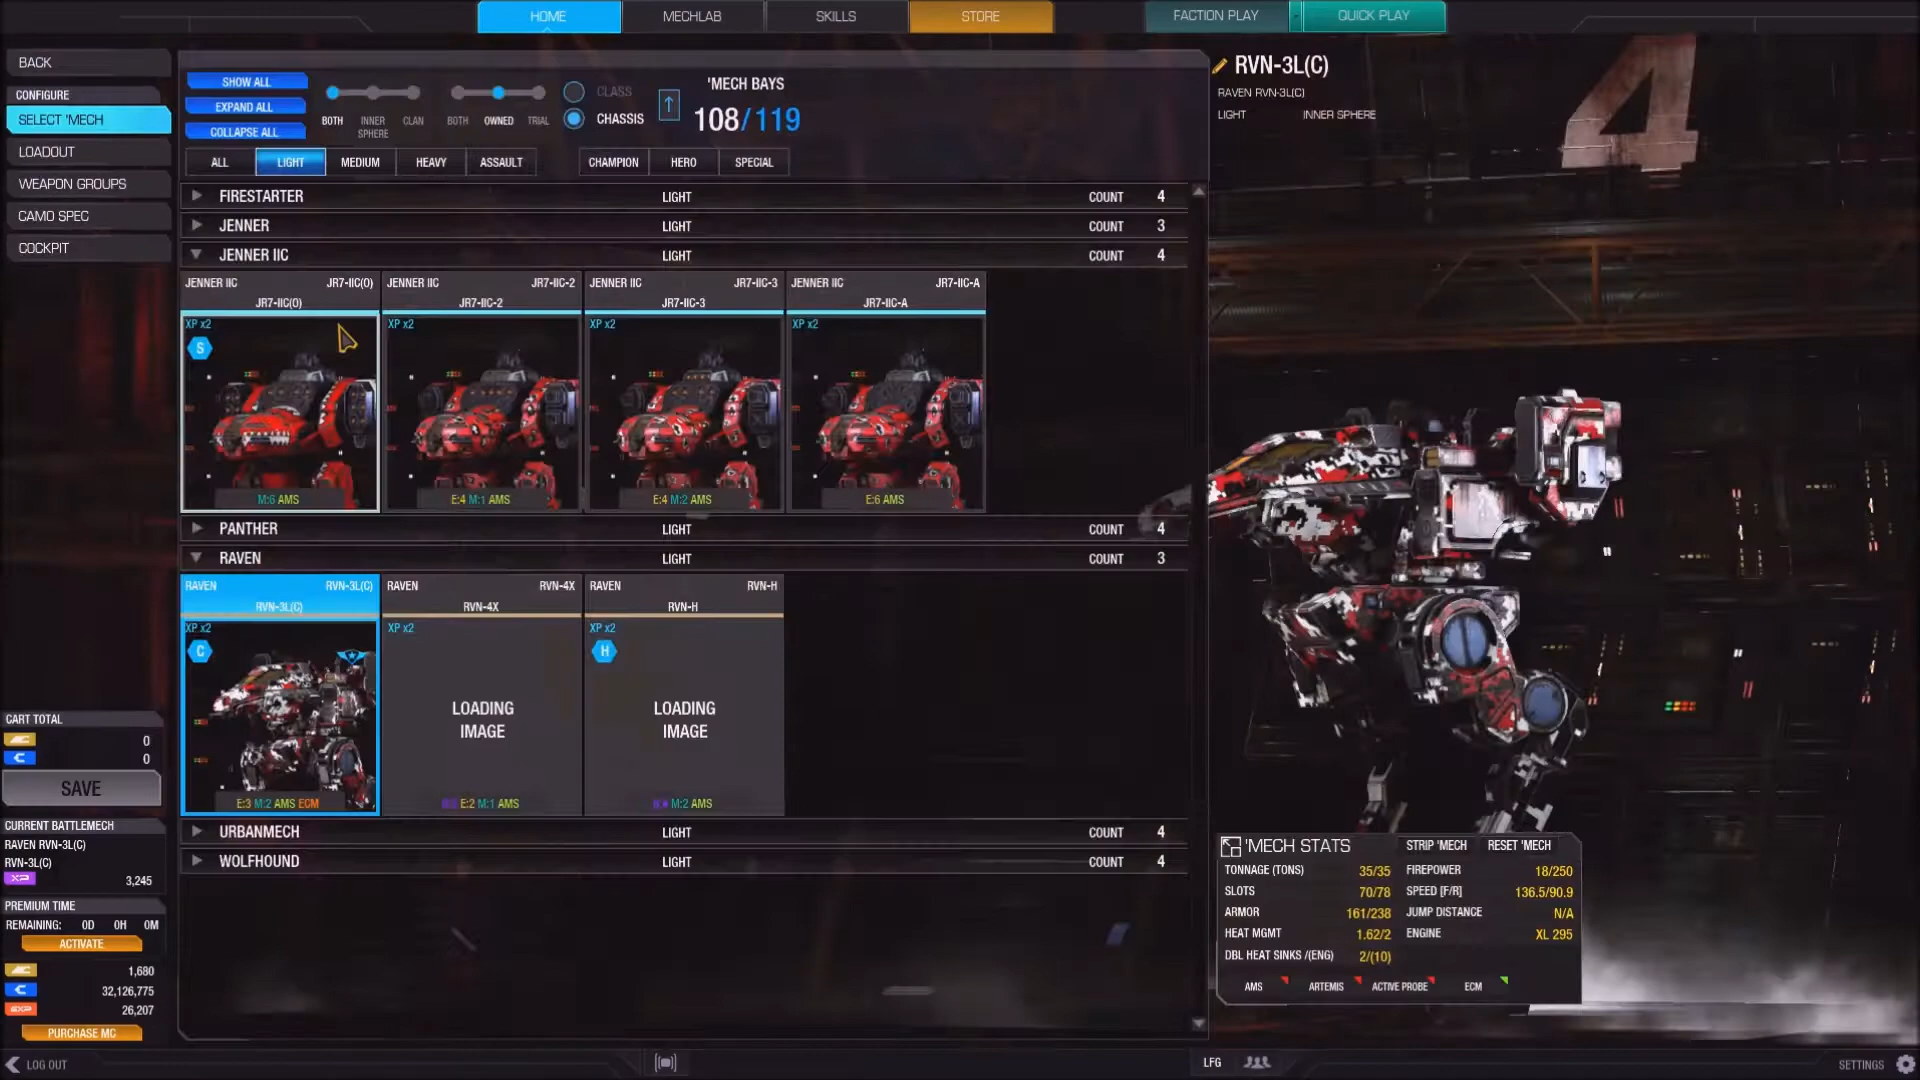 HOME
MECHLAB
SKILLS
STORE
FACTION PLAY
QUICK PLAY
BACK
CONFIGURE
SELECT 'MECH
LOADOUT
WEAPON GROUPS
CAMO SPEC
COCKPIT
SHOW ALL
EXPAND ALL
COLLAPSE ALL
BOTH
INNER
SPHERE
CLAN
BOTH
OWNED
TRIAL
CLASS
CHASSIS
'MECH BAYS
108/119
ALL
LIGHT
MEDIUM
HEAVY
ASSAULT
CHAMPION
HERO
SPECIAL
FIRESTARTER LIGHT COUNT 4
JENNER LIGHT COUNT 3
JENNER IIC LIGHT COUNT 4
JENNER IIC JR7-IIC(O)
JR7-IIC(O)
XP x2
S
M:6 AMS
JENNER IIC JR7-IIC-2
JR7-IIC-2
XP x2
E:4 M:1 AMS
JENNER IIC JR7-IIC-3
JR7-IIC-3
XP x2
E:4 M:2 AMS
JENNER IIC JR7-IIC-A
JR7-IIC-A
XP x2
E:6 AMS
PANTHER LIGHT COUNT 4
RAVEN LIGHT COUNT 3
RAVEN RVN-3L(C)
RVN-3L(C)
XP x2
C
E:3 M:2 AMS ECM
RAVEN RVN-4X
RVN-4X
XP x2
LOADING
IMAGE
E:2 M:1 AMS
RAVEN RVN-H
RVN-H
XP x2
H
LOADING
IMAGE
M:2 AMS
URBANMECH LIGHT COUNT 4
WOLFHOUND LIGHT COUNT 4
CART TOTAL
0
C 0
SAVE
CURRENT BATTLEMECH
RAVEN RVN-3L(C)
RVN-3L(C)
XP 3,245
PREMIUM TIME
REMAINING: 0D 0H 0M
ACTIVATE
1,680
C 32,126,775
GXP 26,207
PURCHASE MC
LOG OUT
RVN-3L(C)
RAVEN RVN-3L(C)
LIGHT INNER SPHERE
4
'MECH STATS STRIP 'MECH RESET 'MECH
TONNAGE (TONS) 35/35 FIREPOWER 18/250
SLOTS 70/78 SPEED [F/R] 136.5/90.9
ARMOR 161/238 JUMP DISTANCE N/A
HEAT MGMT 1.62/2 ENGINE XL 295
DBL HEAT SINKS /(ENG) 2/(10)
AMS ARTEMIS ACTIVE PROBE ECM
LFG
SETTINGS